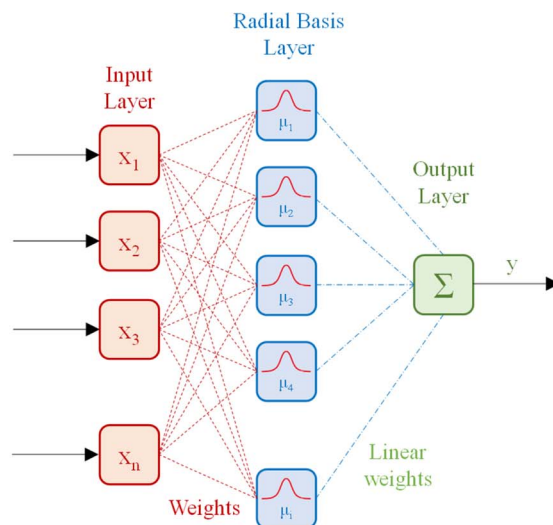 Radial Basis
Layer
Input
Layer
X1
X2
X3
Xn
μ1
μ2
μ3
μ4
μi
Output
Layer
Σ
y
Linear
weights
Weights